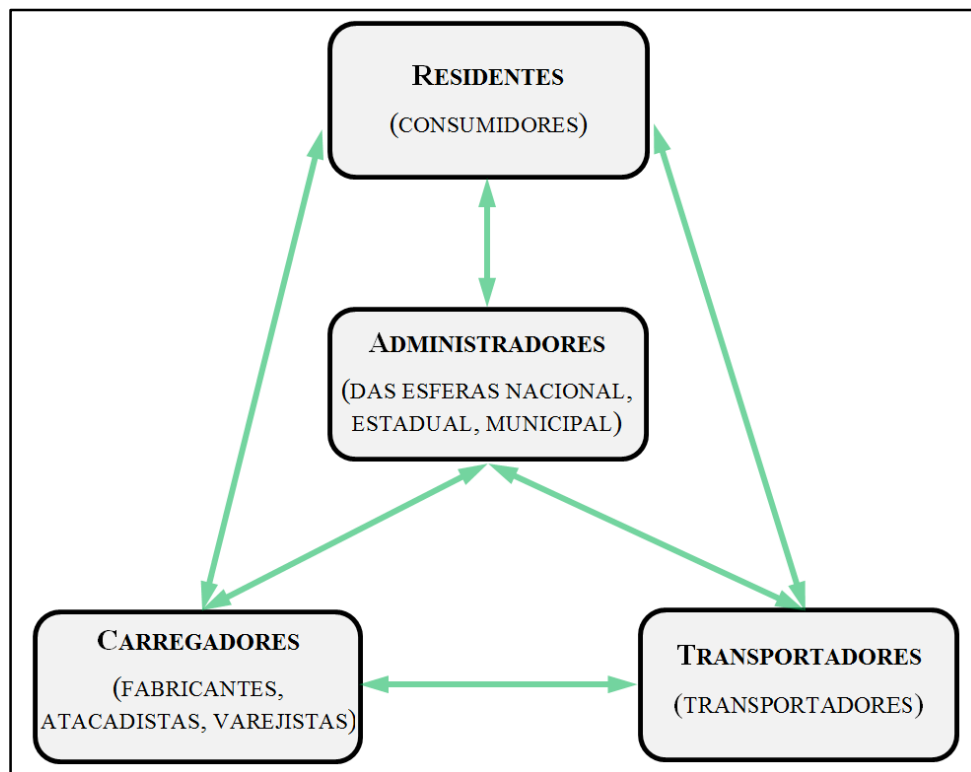 RESIDENTES
(CONSUMIDORES)
ADMINISTRADORES
(DAS ESFERAS NACIONAL,
ESTADUAL, MUNICIPAL)
CARREGADORES
(FABRICANTES,
ATACADISTAS, VAREJISTAS)
TRANSPORTADORES
(TRANSPORTADORES)